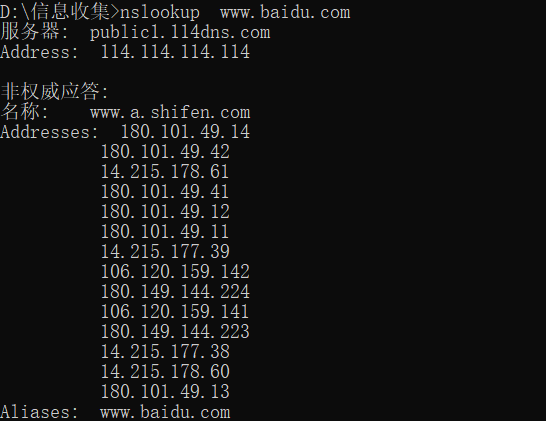 D:\信息收集>nslookup  www.baidu.com
服务器:  public1.114dns.com
Address:  114.114.114.114
非权威应答:
名称:    www.a.shifen.com
Addresses:  180.101.49.14
180.101.49.42
14.215.178.61
180.101.49.41
180.101.49.12
180.101.49.11
14.215.177.39
106.120.159.142
180.149.144.224
106.120.159.141
180.149.144.223
14.215.177.38
14.215.178.60
180.101.49.13
Aliases:  www.baidu.com